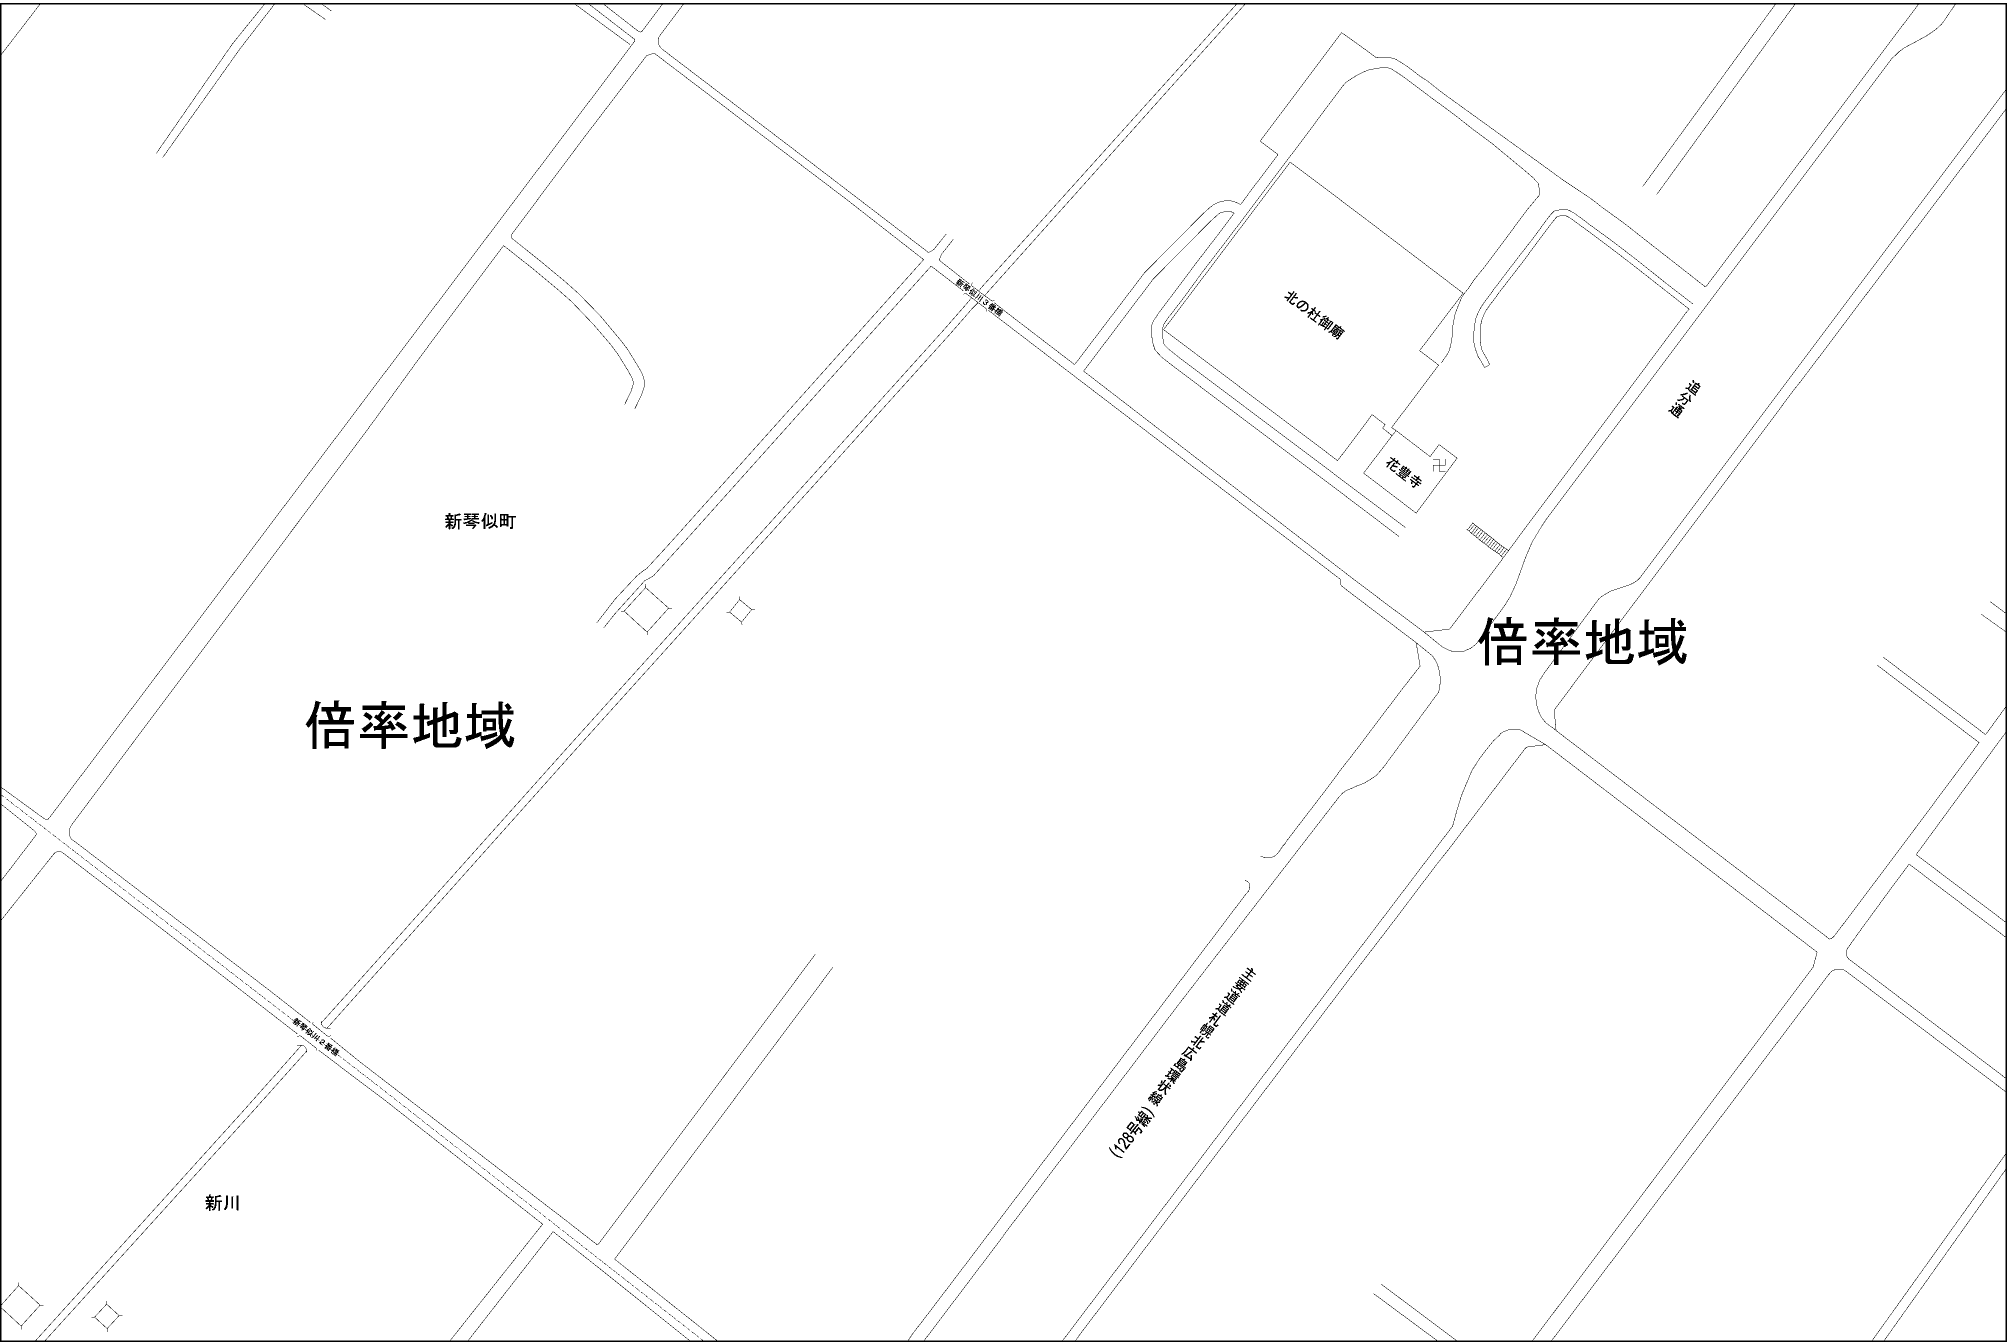 新琴似川３番橋
北の杜御廟
追分通
花豊寺
新琴似町
倍率地域
倍率地域
主要道道札幌北広島環状線
(128号線)
新琴似川２番橋
新川